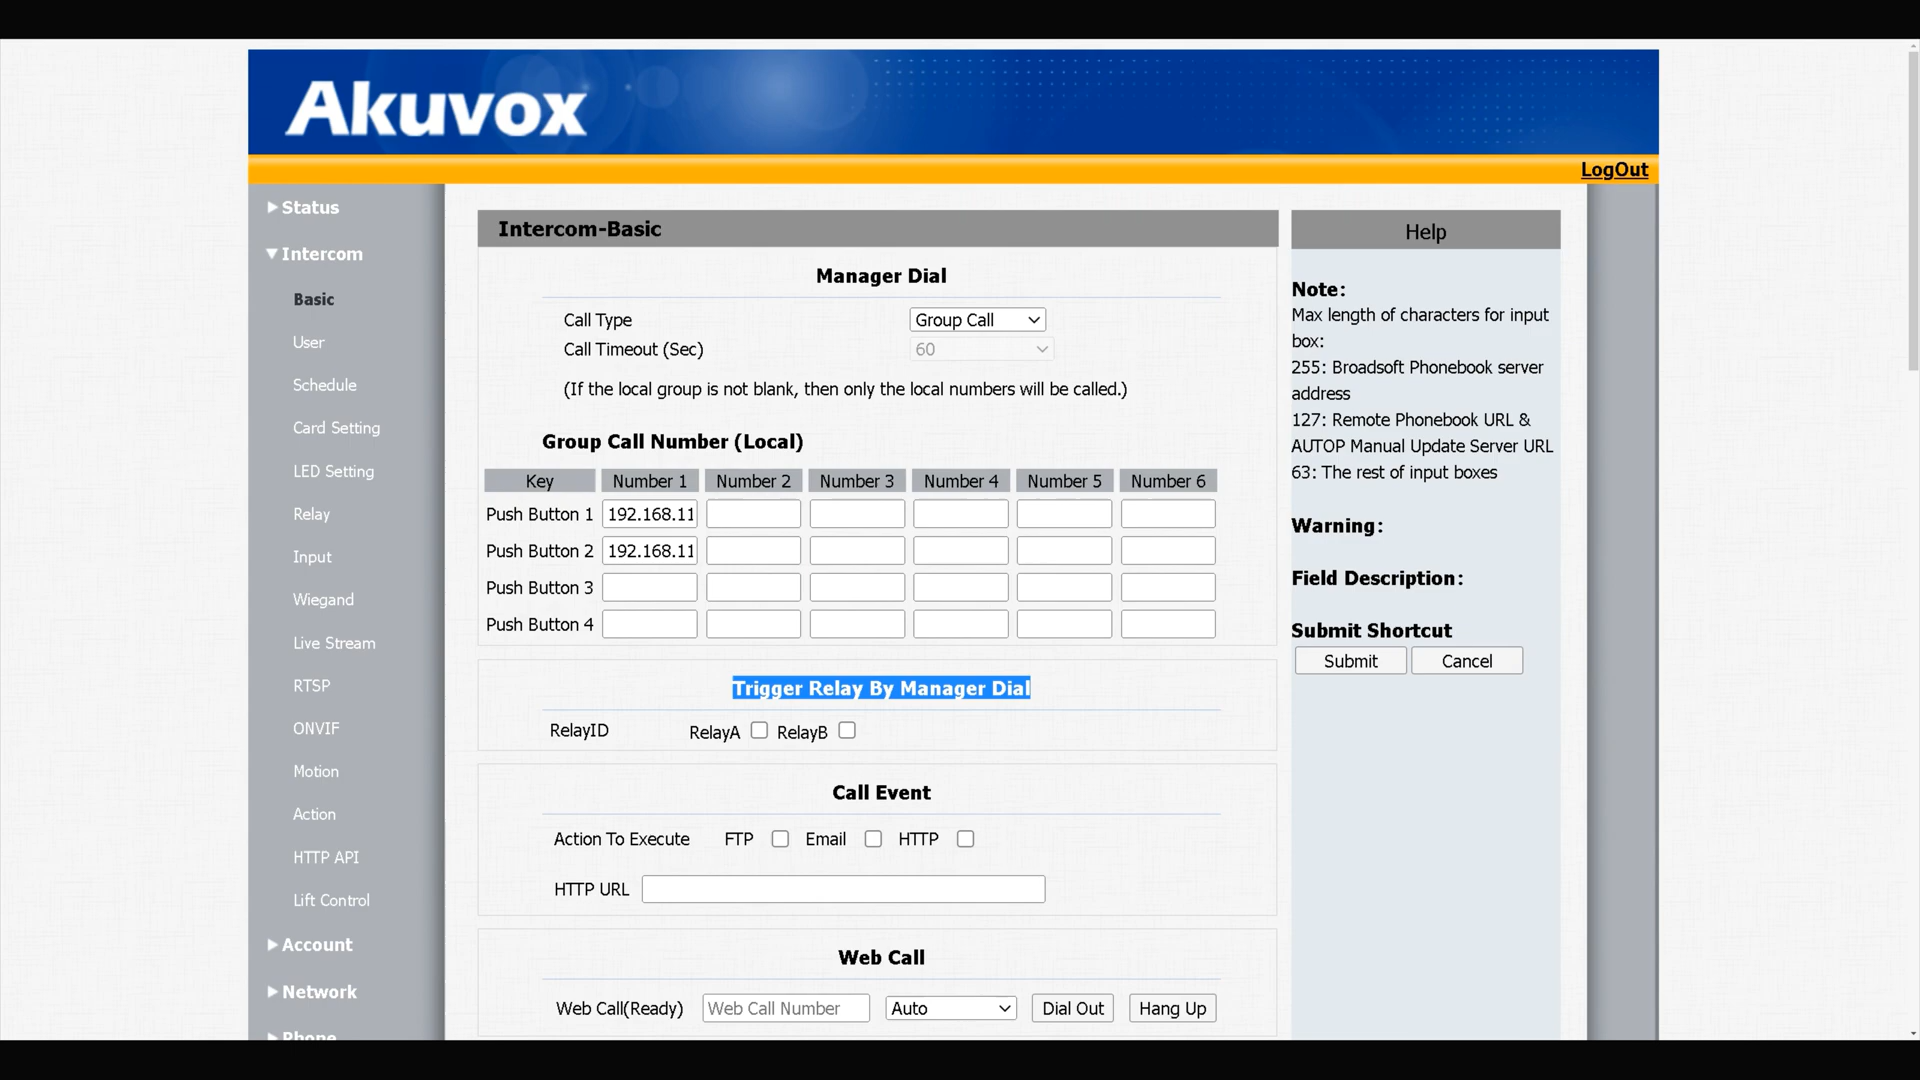 Akuvox
LogOut
Status
Intercom
Basic
User
Schedule
Card Setting
LED Setting
Relay
Input
Wiegand
Live Stream
RTSP
ONVIF
Motion
Action
HTTP API
Lift Control
Account
Network
Phone
Intercom-Basic
Manager Dial
Call Type Group Call
Call Timeout (Sec) 60
(If the local group is not blank, then only the local numbers will be called.)
Group Call Number (Local)
Key Number 1 Number 2 Number 3 Number 4 Number 5 Number 6
Push Button 1 192.168.11
Push Button 2 192.168.11
Push Button 3
Push Button 4
Trigger Relay By Manager Dial
RelayID RelayA RelayB
Call Event
Action To Execute FTP Email HTTP
HTTP URL
Web Call
Web Call(Ready) Web Call Number Auto Dial Out Hang Up
Help
Note:
Max length of characters for input
box:
255: Broadsoft Phonebook server
address
127: Remote Phonebook URL &
AUTOP Manual Update Server URL
63: The rest of input boxes
Warning:
Field Description:
Submit Shortcut
Submit Cancel